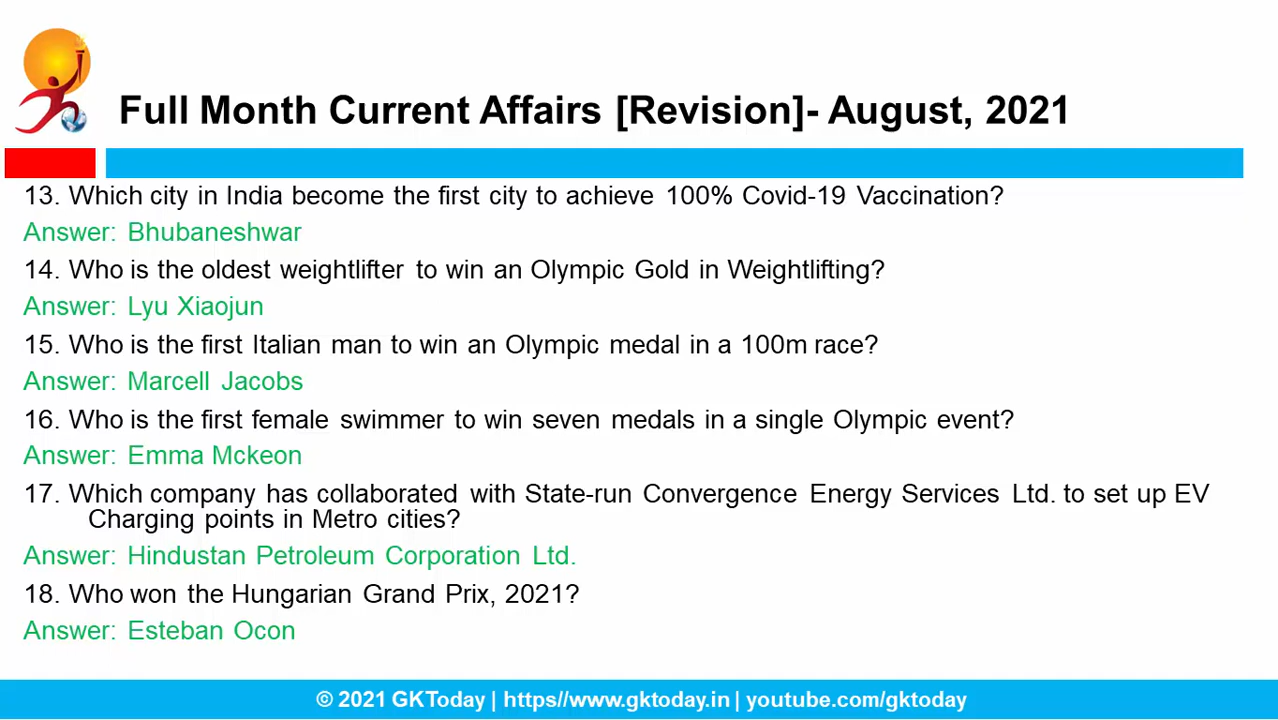 Full Month Current Affairs [Revision]- August, 2021
13. Which city in India become the first city to achieve 100% Covid-19 Vaccination?
Answer: Bhubaneshwar
14. Who is the oldest weightlifter to win an Olympic Gold in Weightlifting?
Answer: Lyu Xiaojun
15. Who is the first Italian man to win an Olympic medal in a 100m race?
Answer: Marcell Jacobs
16. Who is the first female swimmer to win seven medals in a single Olympic event?
Answer: Emma Mckeon
17. Which company has collaborated with State-run Convergence Energy Services Ltd. to set up EV
Charging points in Metro cities?
Answer: Hindustan Petroleum Corporation Ltd.
18. Who won the Hungarian Grand Prix, 2021?
Answer: Esteban Ocon
© 2021 GKToday | https//www.gktoday.in | youtube.com/gktoday